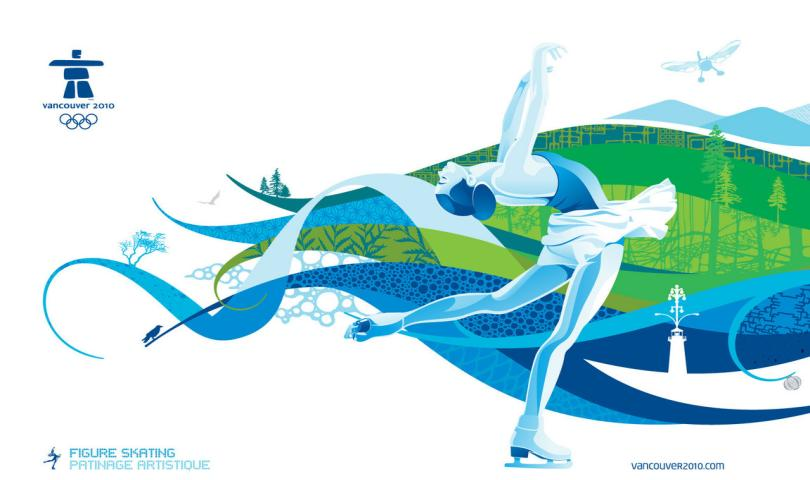 vancouver 2010
FIGURE SKATING
PATINAGE ARTISTIQUE
vancouver2010.com